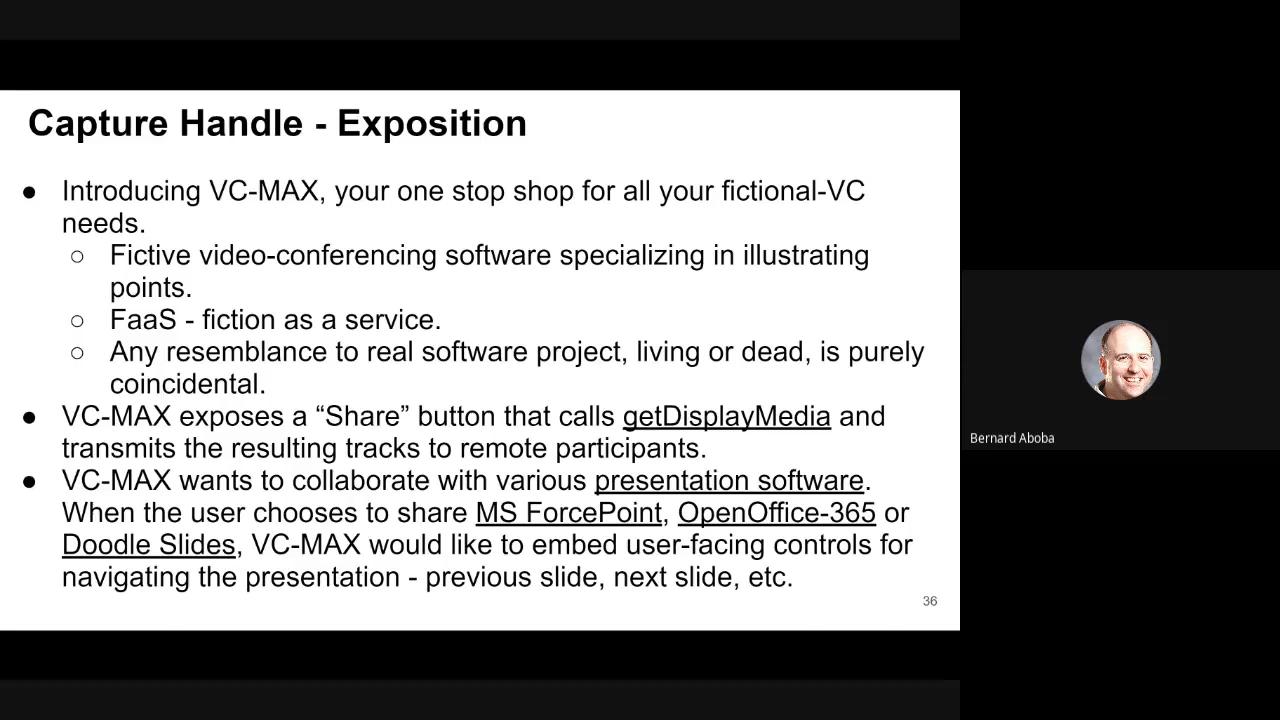 Capture Handle - Exposition
● Introducing VC-MAX, your one stop shop for all your fictional-VC
needs.
○ Fictive video-conferencing software specializing in illustrating
points.
○ FaaS - fiction as a service.
○ Any resemblance to real software project, living or dead, is purely
coincidental.
● VC-MAX exposes a “Share” button that calls getDisplayMedia and
transmits the resulting tracks to remote participants.
● VC-MAX wants to collaborate with various presentation software.
When the user chooses to share MS ForcePoint, OpenOffice-365 or
Doodle Slides, VC-MAX would like to embed user-facing controls for
navigating the presentation - previous slide, next slide, etc.
36
Bernard Aboba